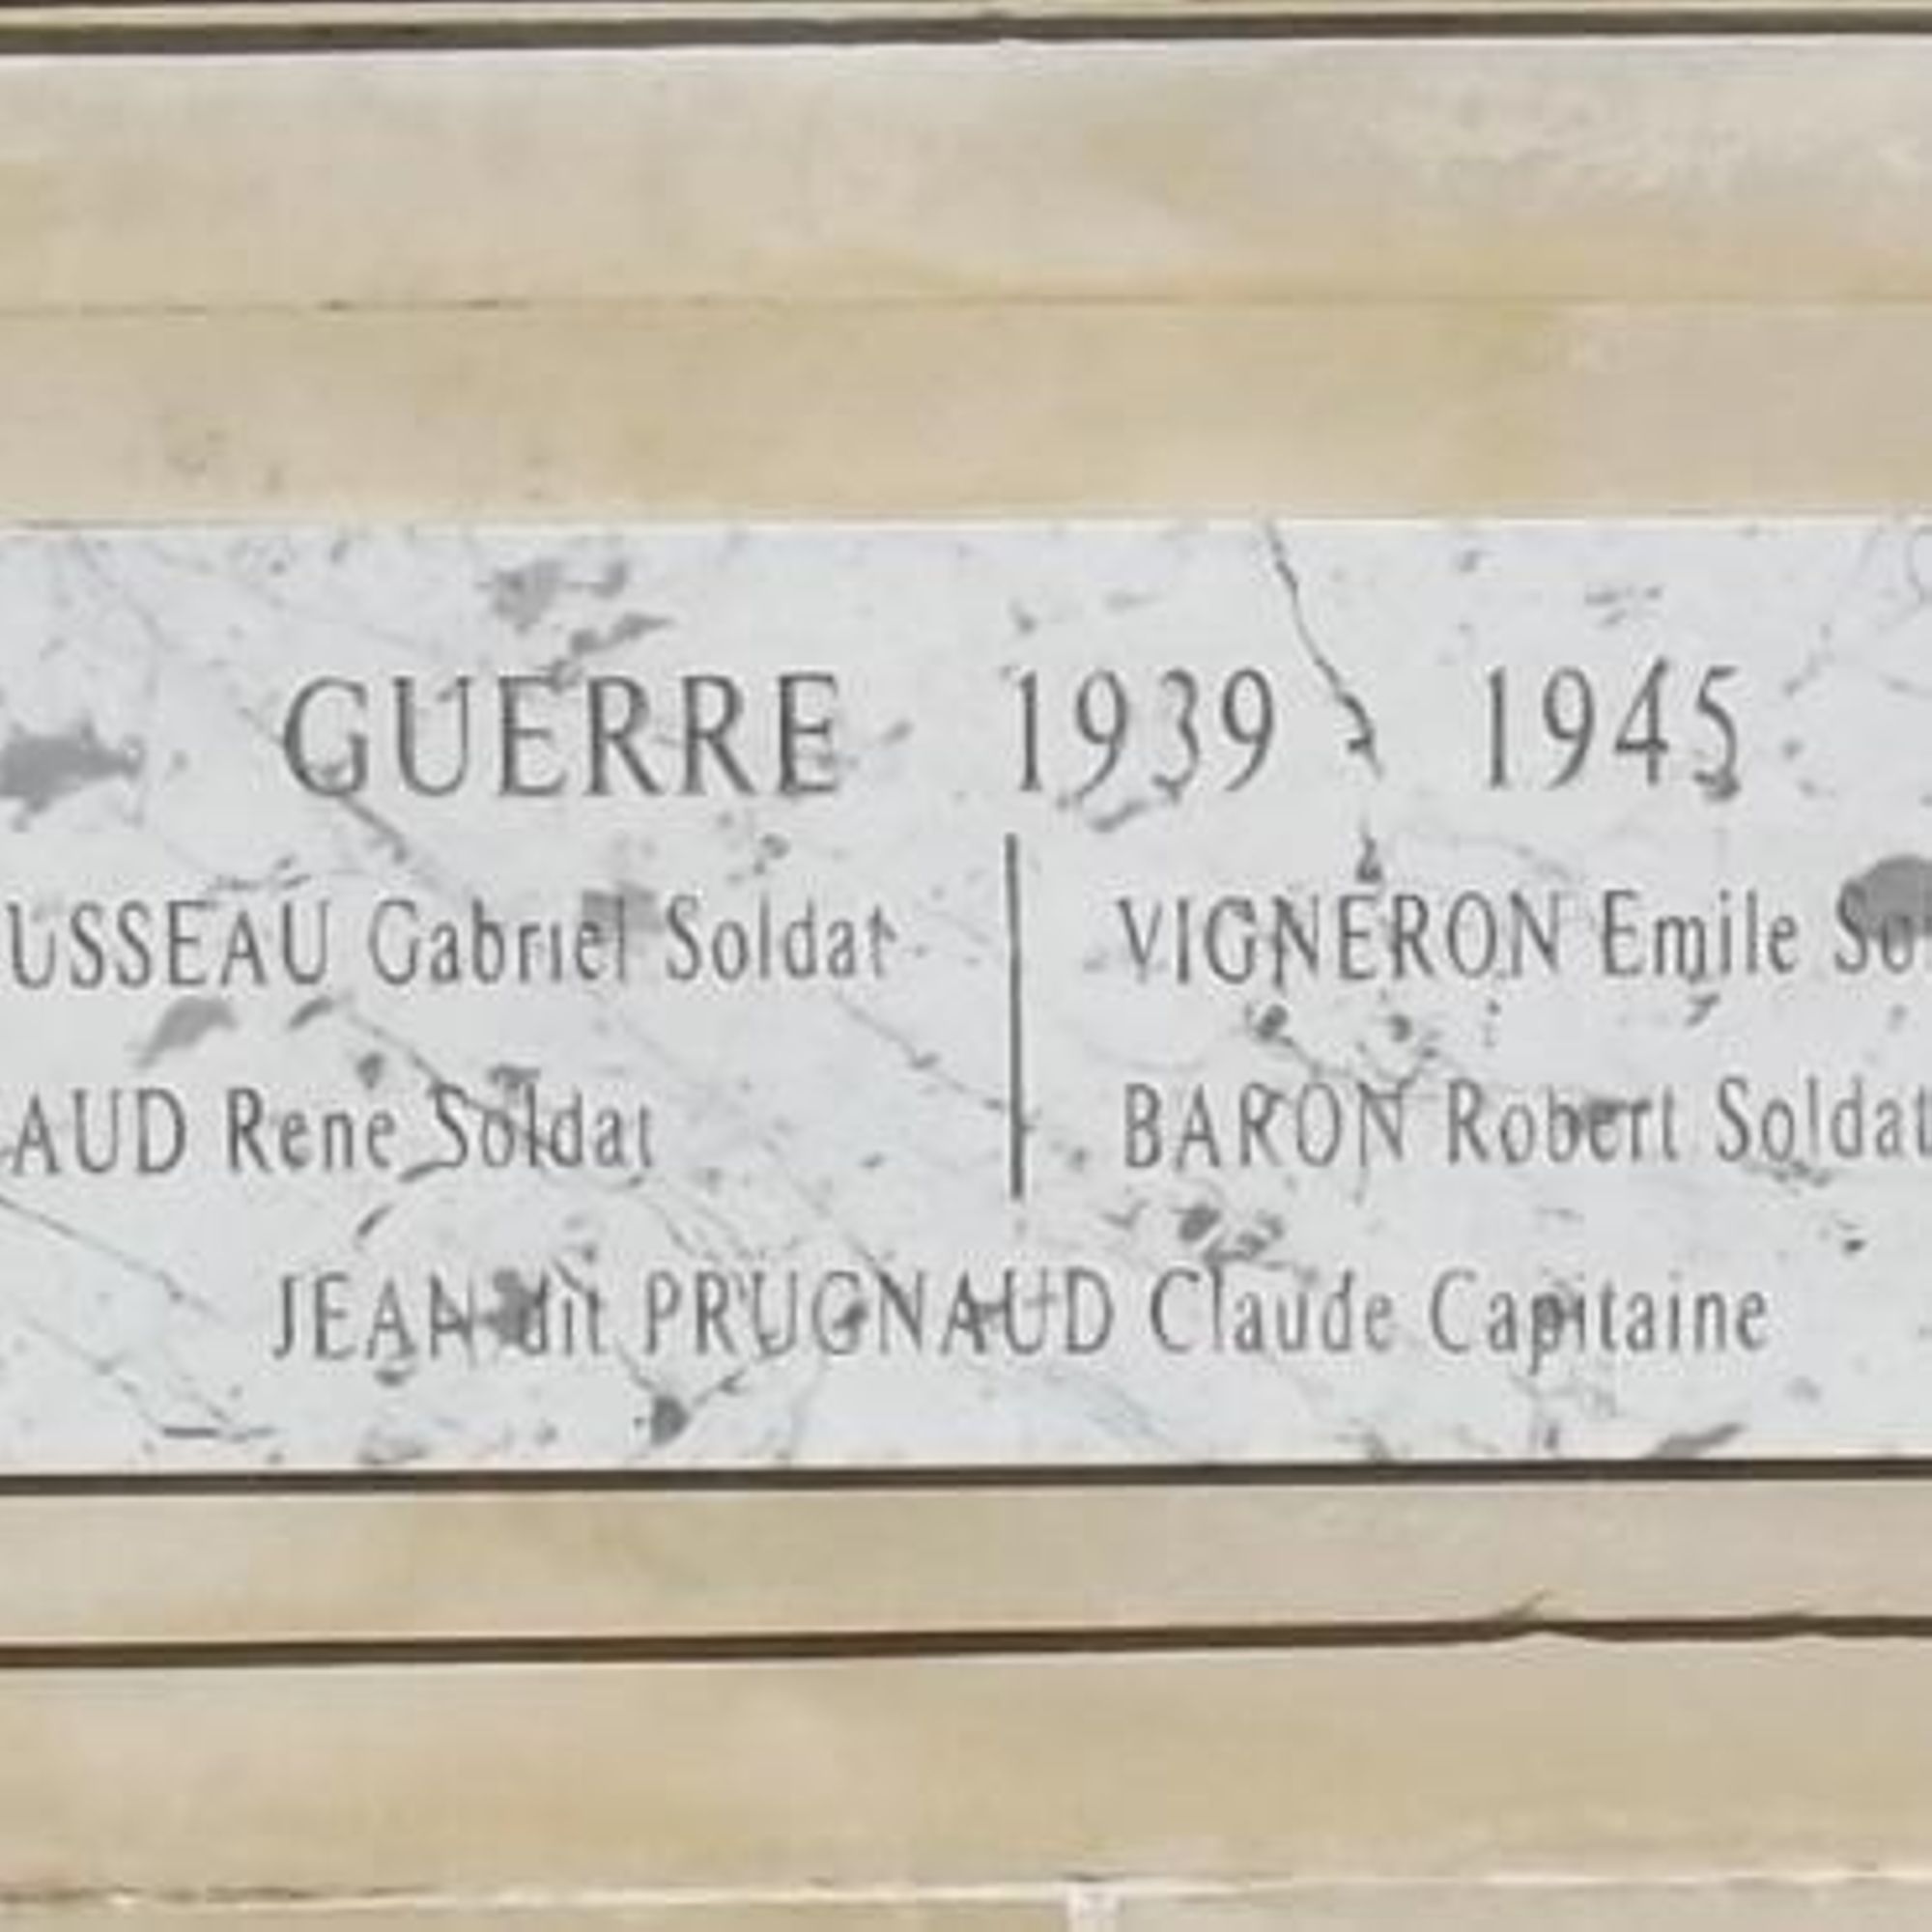 GUERRE 1939 1945
USSEAU Gabriel Soldat VIGNERON Emile So
AUD Rene Soldat BARON Robert Soldat
JEAN dit PRUGNAUD Claude Capitaine